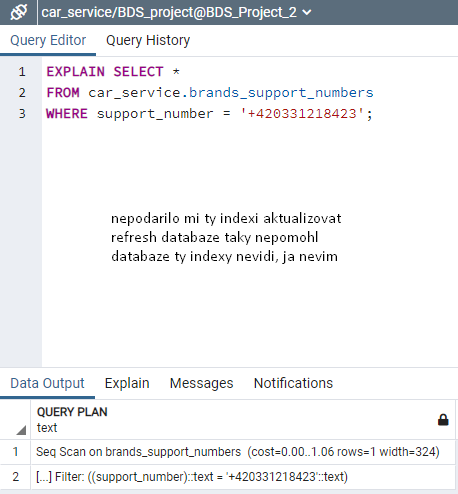 car_service/BDS_project@BDS_Project_2
Query Editor Query History
1 EXPLAIN SELECT *
2 FROM car_service.brands_support_numbers
3 WHERE support_number = '+420331218423';
nepodarilo mi ty indexi aktualizovat
refresh databaze taky nepomohl
databaze ty indexy nevidi, ja nevim
Data Output Explain Messages Notifications
QUERY PLAN
text
1 Seq Scan on brands_support_numbers (cost=0.00..1.06 rows=1 width=324)
2 [...] Filter: ((support_number)::text = '+420331218423'::text)